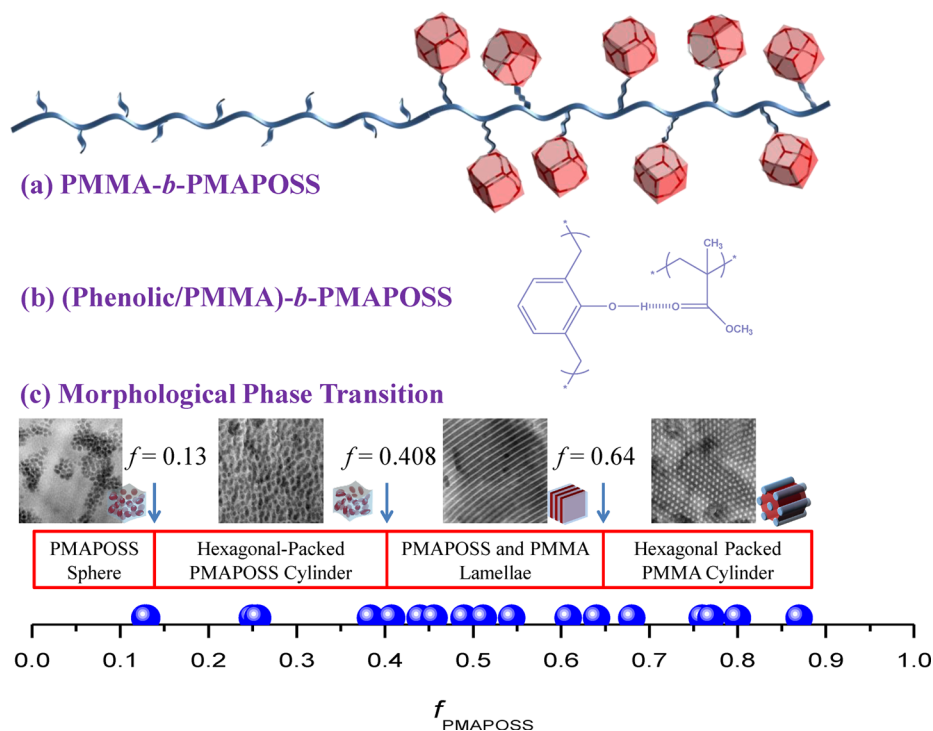 (a) PMMA-b-PMAPOSS
(b) (Phenolic/PMMA)-b-PMAPOSS
* CH₃
* *
O H O
OCH₃
*
(c) Morphological Phase Transition
f = 0.13 f = 0.408 f = 0.64
PMAPOSS Sphere
Hexagonal-Packed PMAPOSS Cylinder
PMAPOSS and PMMA Lamellae
Hexagonal Packed PMMA Cylinder
0.0 0.1 0.2 0.3 0.4 0.5 0.6 0.7 0.8 0.9 1.0
f PMAPOSS